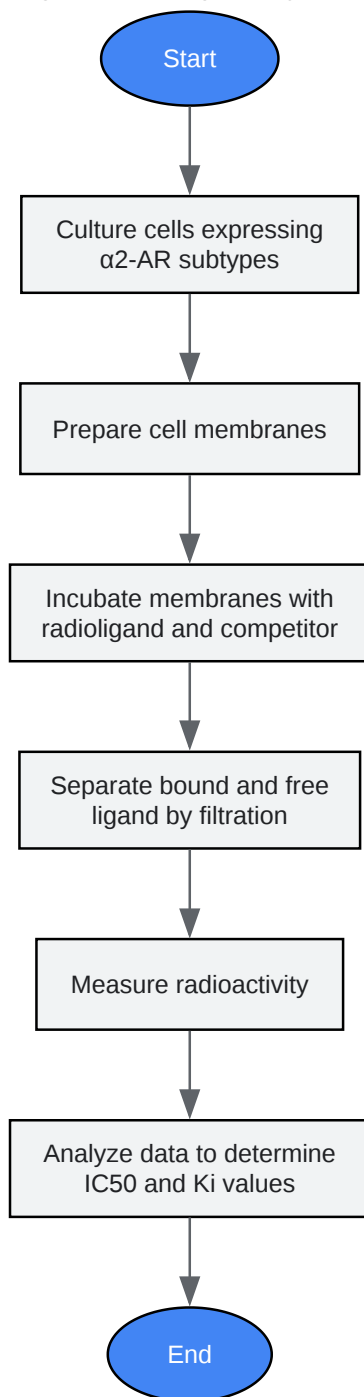 Start
Culture cells expressing
α2-AR subtypes
Prepare cell membranes
Incubate membranes with
radioligand and competitor
Separate bound and free
ligand by filtration
Measure radioactivity
Analyze data to determine
IC50 and Ki values
End